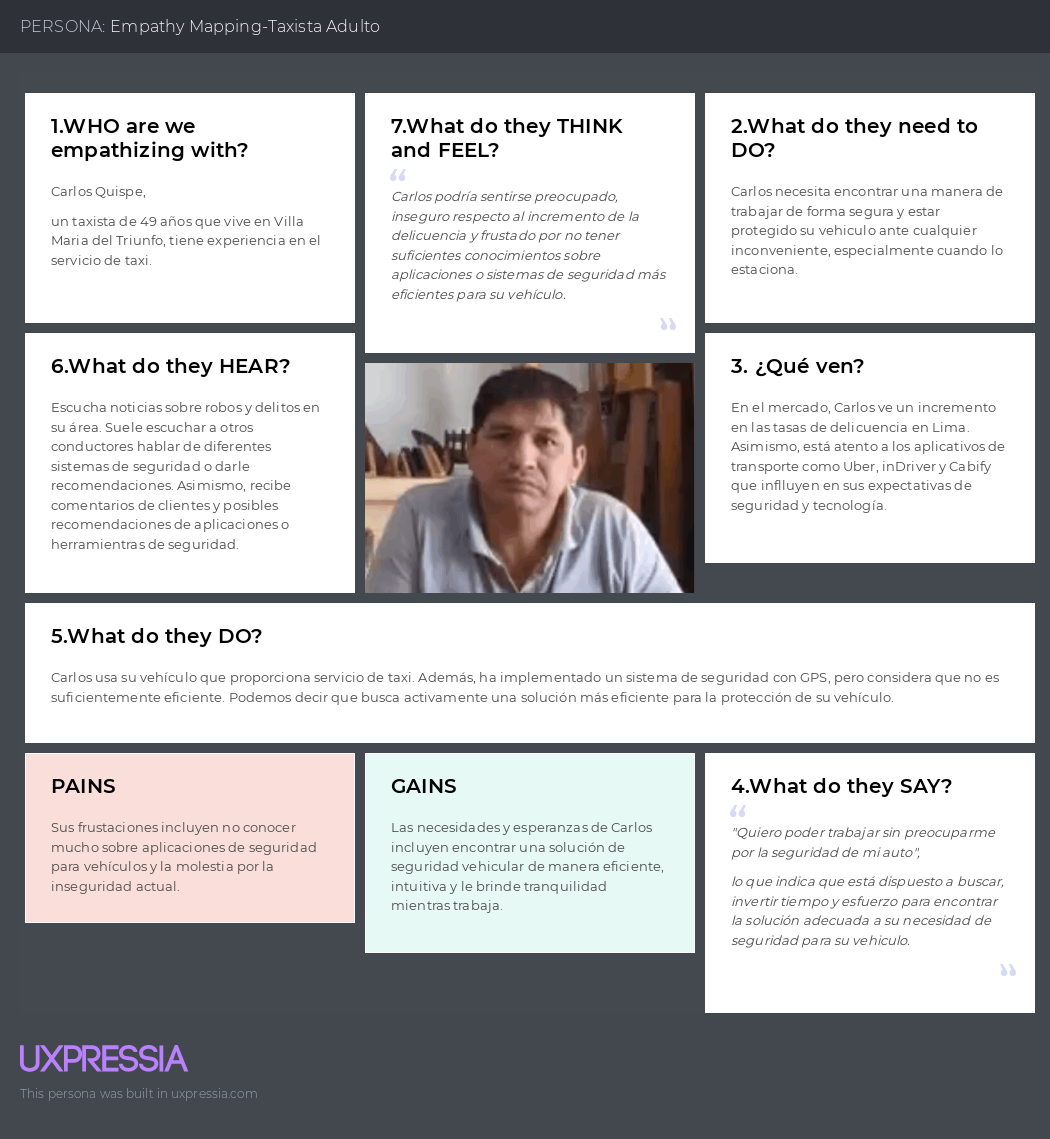 PERSONA: Empathy Mapping-Taxista Adulto
1.WHO are we
empathizing with?
Carlos Quispe,
un taxista de 49 años que vive en Villa
Maria del Triunfo, tiene experiencia en el
servicio de taxi.
7.What do they THINK
and FEEL?
“
Carlos podría sentirse preocupado,
inseguro respecto al incremento de la
delicuencia y frustado por no tener
suficientes conocimientos sobre
aplicaciones o sistemas de seguridad más
eficientes para su vehículo.
”
2.What do they need to
DO?
Carlos necesita encontrar una manera de
trabajar de forma segura y estar
protegido su vehiculo ante cualquier
inconveniente, especialmente cuando lo
estaciona.
6.What do they HEAR?
Escucha noticias sobre robos y delitos en
su área. Suele escuchar a otros
conductores hablar de diferentes
sistemas de seguridad o darle
recomendaciones. Asimismo, recibe
comentarios de clientes y posibles
recomendaciones de aplicaciones o
herramientras de seguridad.
3. ¿Qué ven?
En el mercado, Carlos ve un incremento
en las tasas de delicuencia en Lima.
Asimismo, está atento a los aplicativos de
transporte como Uber, inDriver y Cabify
que inflluyen en sus expectativas de
seguridad y tecnología.
5.What do they DO?
Carlos usa su vehículo que proporciona servicio de taxi. Además, ha implementado un sistema de seguridad con GPS, pero considera que no es
suficientemente eficiente. Podemos decir que busca activamente una solución más eficiente para la protección de su vehículo.
PAINS
Sus frustaciones incluyen no conocer
mucho sobre aplicaciones de seguridad
para vehículos y la molestia por la
inseguridad actual.
GAINS
Las necesidades y esperanzas de Carlos
incluyen encontrar una solución de
seguridad vehicular de manera eficiente,
intuitiva y le brinde tranquilidad
mientras trabaja.
4.What do they SAY?
“
"Quiero poder trabajar sin preocuparme
por la seguridad de mi auto",
lo que indica que está dispuesto a buscar,
invertir tiempo y esfuerzo para encontrar
la solución adecuada a su necesidad de
seguridad para su vehiculo.
”
UXPRESSIA
This persona was built in uxpressia.com